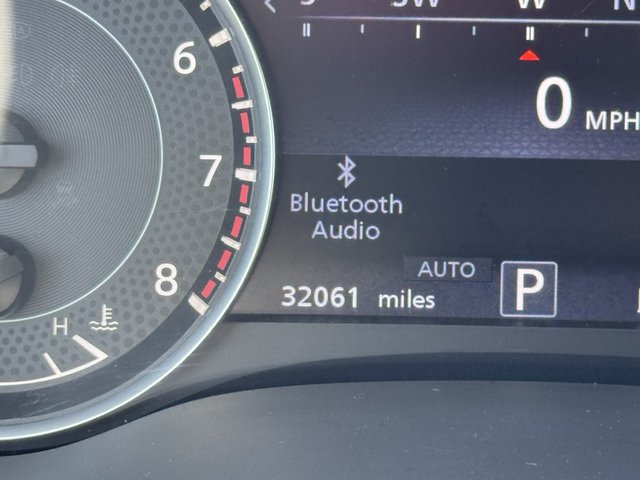 SW W N
0 MPH
6
7
8
H
Bluetooth
Audio
AUTO
32061 miles
P